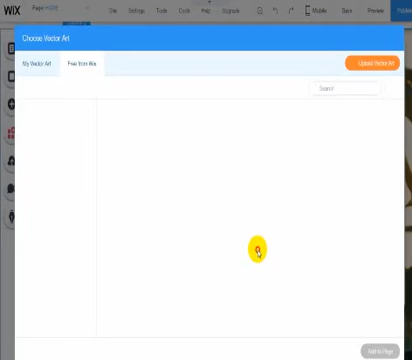 WiX Page: HOME Site Settings Tools Code Help Upgrade Mobile Save Preview Publish
Choose Vector Art
My Vector Art Free from Wix Upload Vector Art
Search
Add to Page